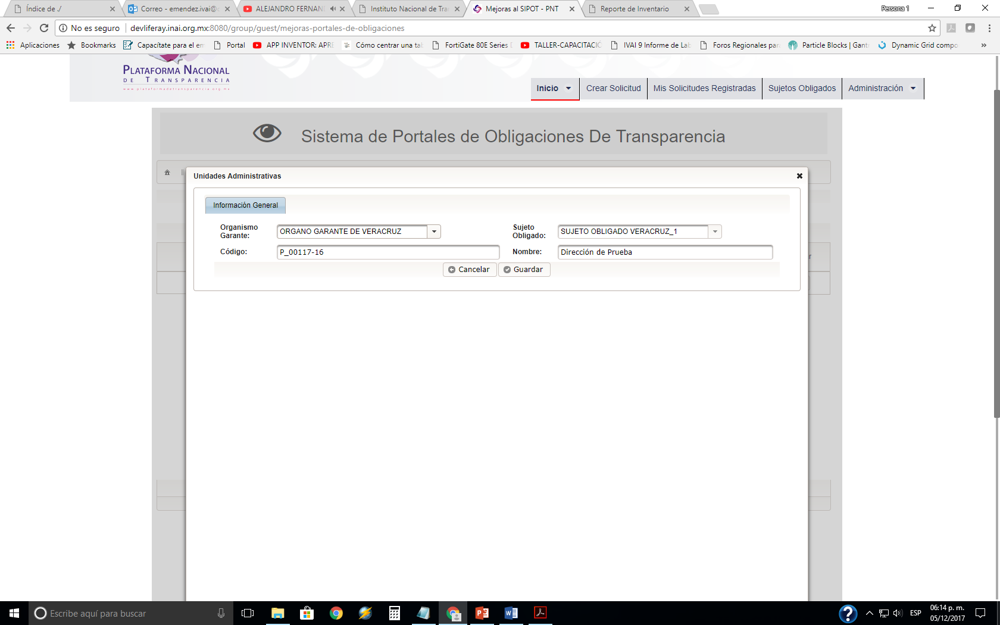 Índice de ./
Correo - emendez.ivai@
ALEJANDRO FERNAN
Instituto Nacional de Tra
Mejoras al SIPOT - PNT
Reporte de Inventario
Persona 1
No es seguro
devliferay.inai.org.mx:8080/group/guest/mejoras-portales-de-obligaciones
Aplicaciones
Bookmarks
Capacítate para el em
Portal
APP INVENTOR: APRE
Cómo centrar una ta
FortiGate 80E Series
TALLER-CAPACITACI
IVAI 9 Informe de Lab
Foros Regionales par
Particle Blocks | Gant
Dynamic Grid compo
»
PLATAFORMA NACIONAL
DE TRANSPARENCIA
www.plataformadetransparencia.org.mx
Inicio
Crear Solicitud
Mis Solicitudes Registradas
Sujetos Obligados
Administración
Sistema de Portales de Obligaciones De Transparencia
Unidades Administrativas
Información General
Organismo Garante: ORGANO GARANTE DE VERACRUZ
Sujeto Obligado: SUJETO OBLIGADO VERACRUZ_1
Código: P_00117-16
Nombre: Dirección de Prueba
Cancelar
Guardar
r
Escribe aquí para buscar
ESP
06:14 p. m.
05/12/2017